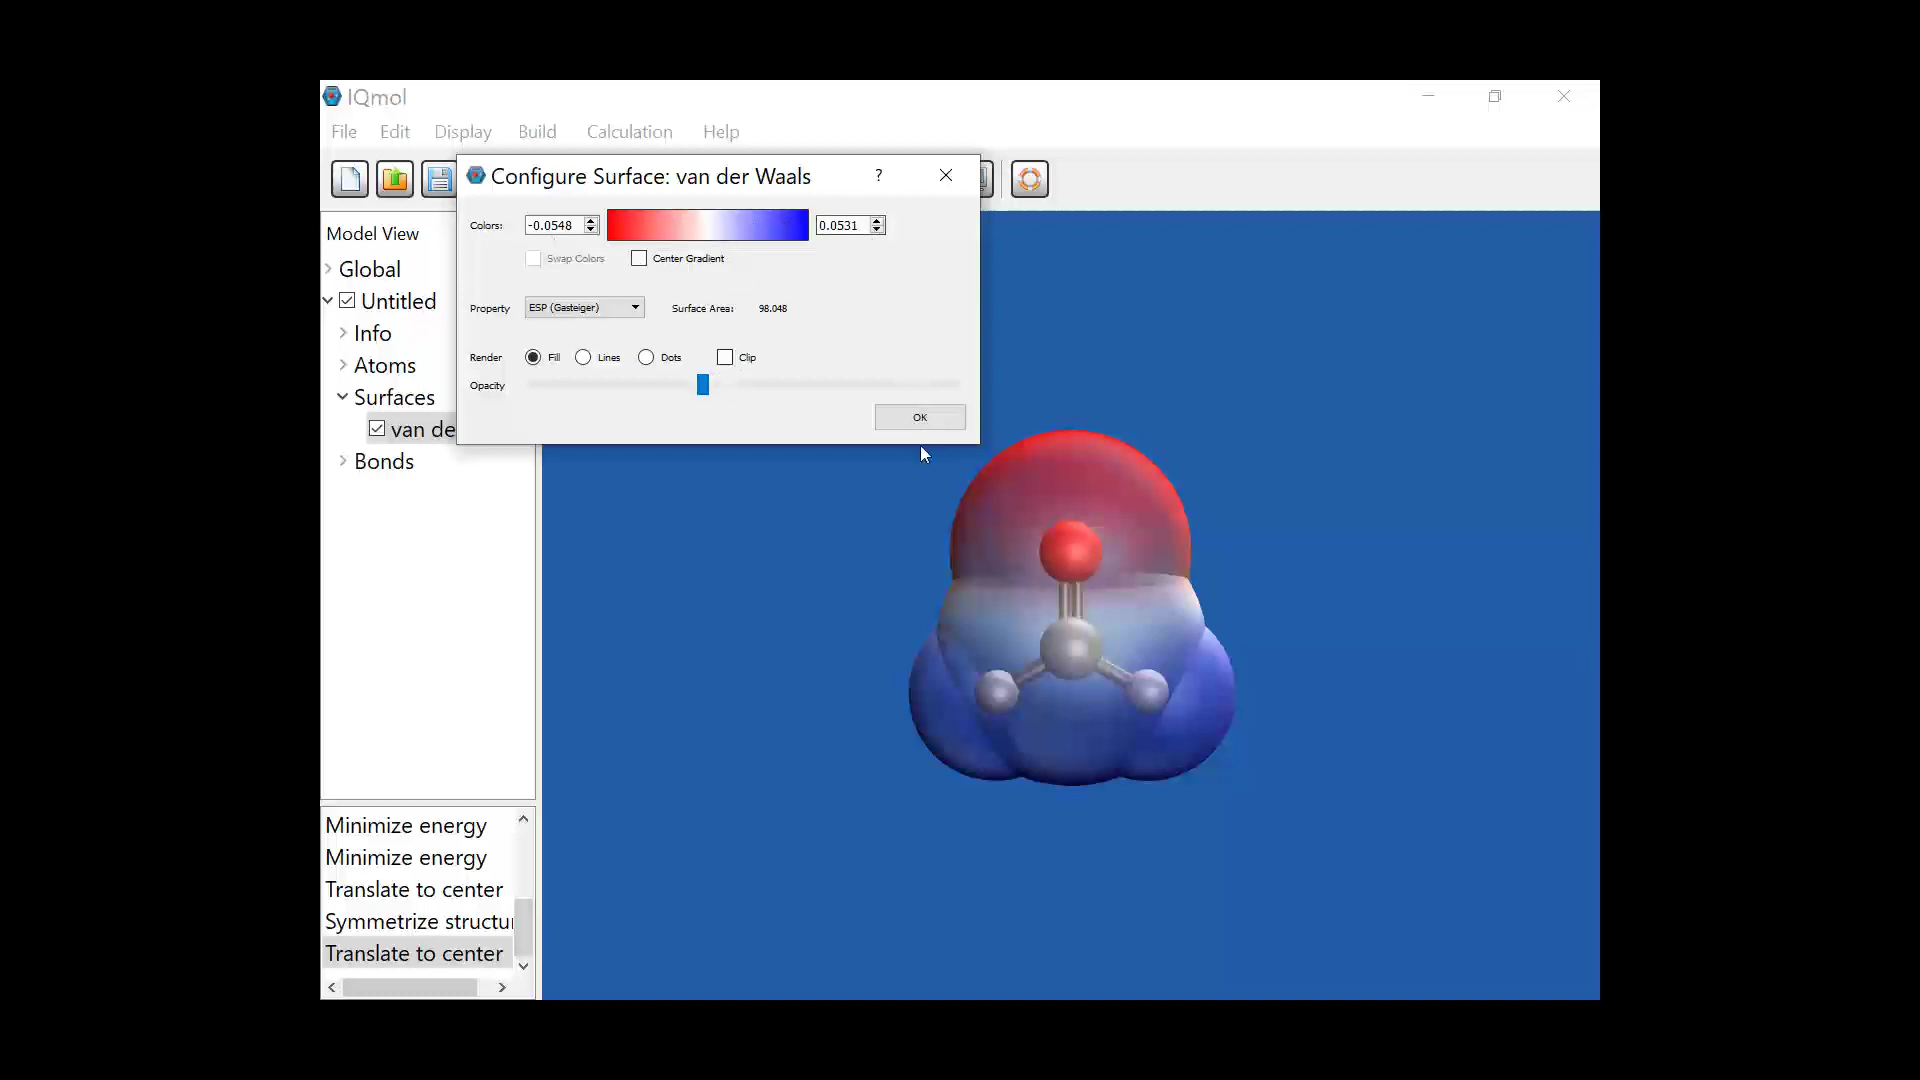 IQmol
File Edit Display Build Calculation Help
Configure Surface: van der Waals ?
Colors: -0.0548 0.0531
Swap Colors Center Gradient
Property ESP (Gasteiger) Surface Area: 98.048
Render Fill Lines Dots Clip
Opacity
OK
Model View
Global
Untitled
Info
Atoms
Surfaces
van de
Bonds
Minimize energy
Minimize energy
Translate to center
Symmetrize structu
Translate to center